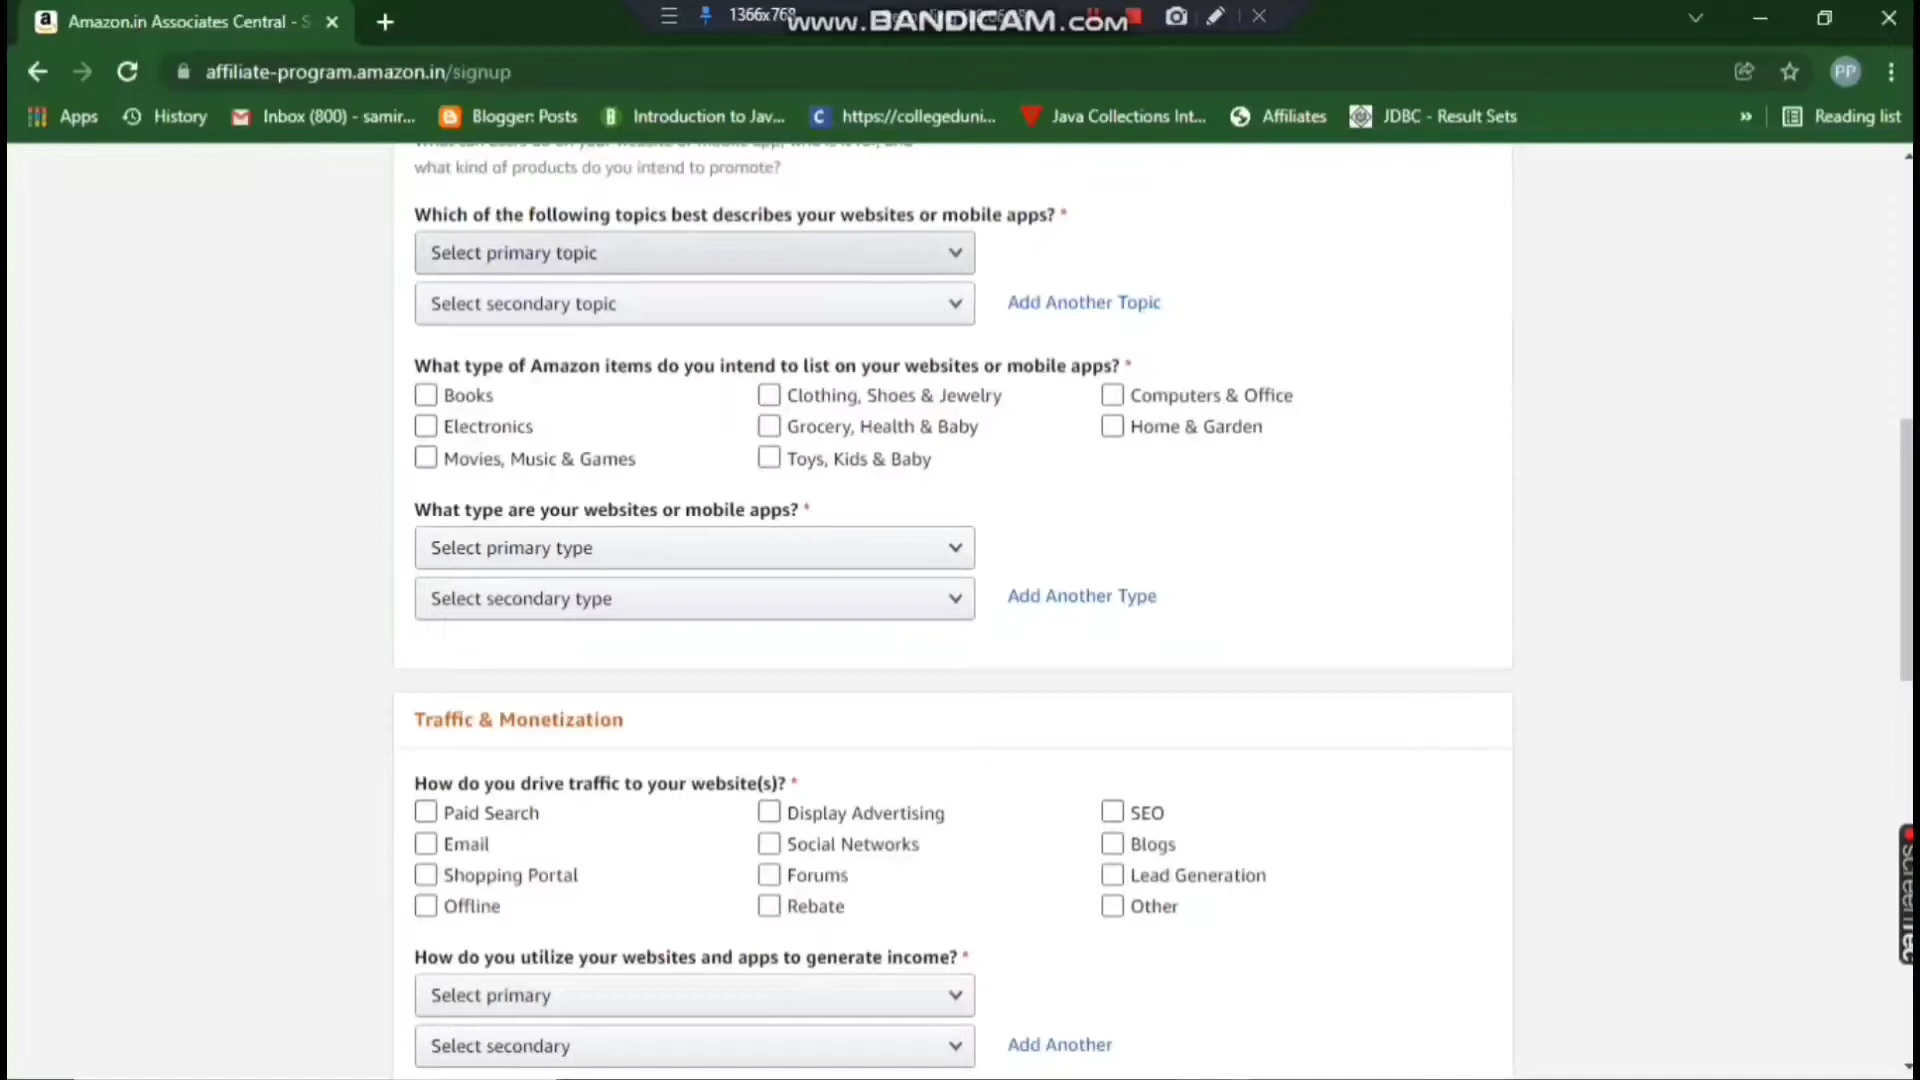 Amazon.in Associates Central - S
1366x768
www.BANDICAM.com
affiliate-program.amazon.in/signup
PP
Apps
History
Inbox (800) - samir...
Blogger: Posts
Introduction to Jav...
https://collegeduni...
Java Collections Int...
Affiliates
JDBC - Result Sets
»
Reading list
what kind of products do you intend to promote?
Which of the following topics best describes your websites or mobile apps? *
Select primary topic
Select secondary topic
Add Another Topic
What type of Amazon items do you intend to list on your websites or mobile apps? *
Books
Clothing, Shoes & Jewelry
Computers & Office
Electronics
Grocery, Health & Baby
Home & Garden
Movies, Music & Games
Toys, Kids & Baby
What type are your websites or mobile apps? *
Select primary type
Select secondary type
Add Another Type
Traffic & Monetization
How do you drive traffic to your website(s)? *
Paid Search
Display Advertising
SEO
Email
Social Networks
Blogs
Shopping Portal
Forums
Lead Generation
Offline
Rebate
Other
How do you utilize your websites and apps to generate income? *
Select primary
Select secondary
Add Another